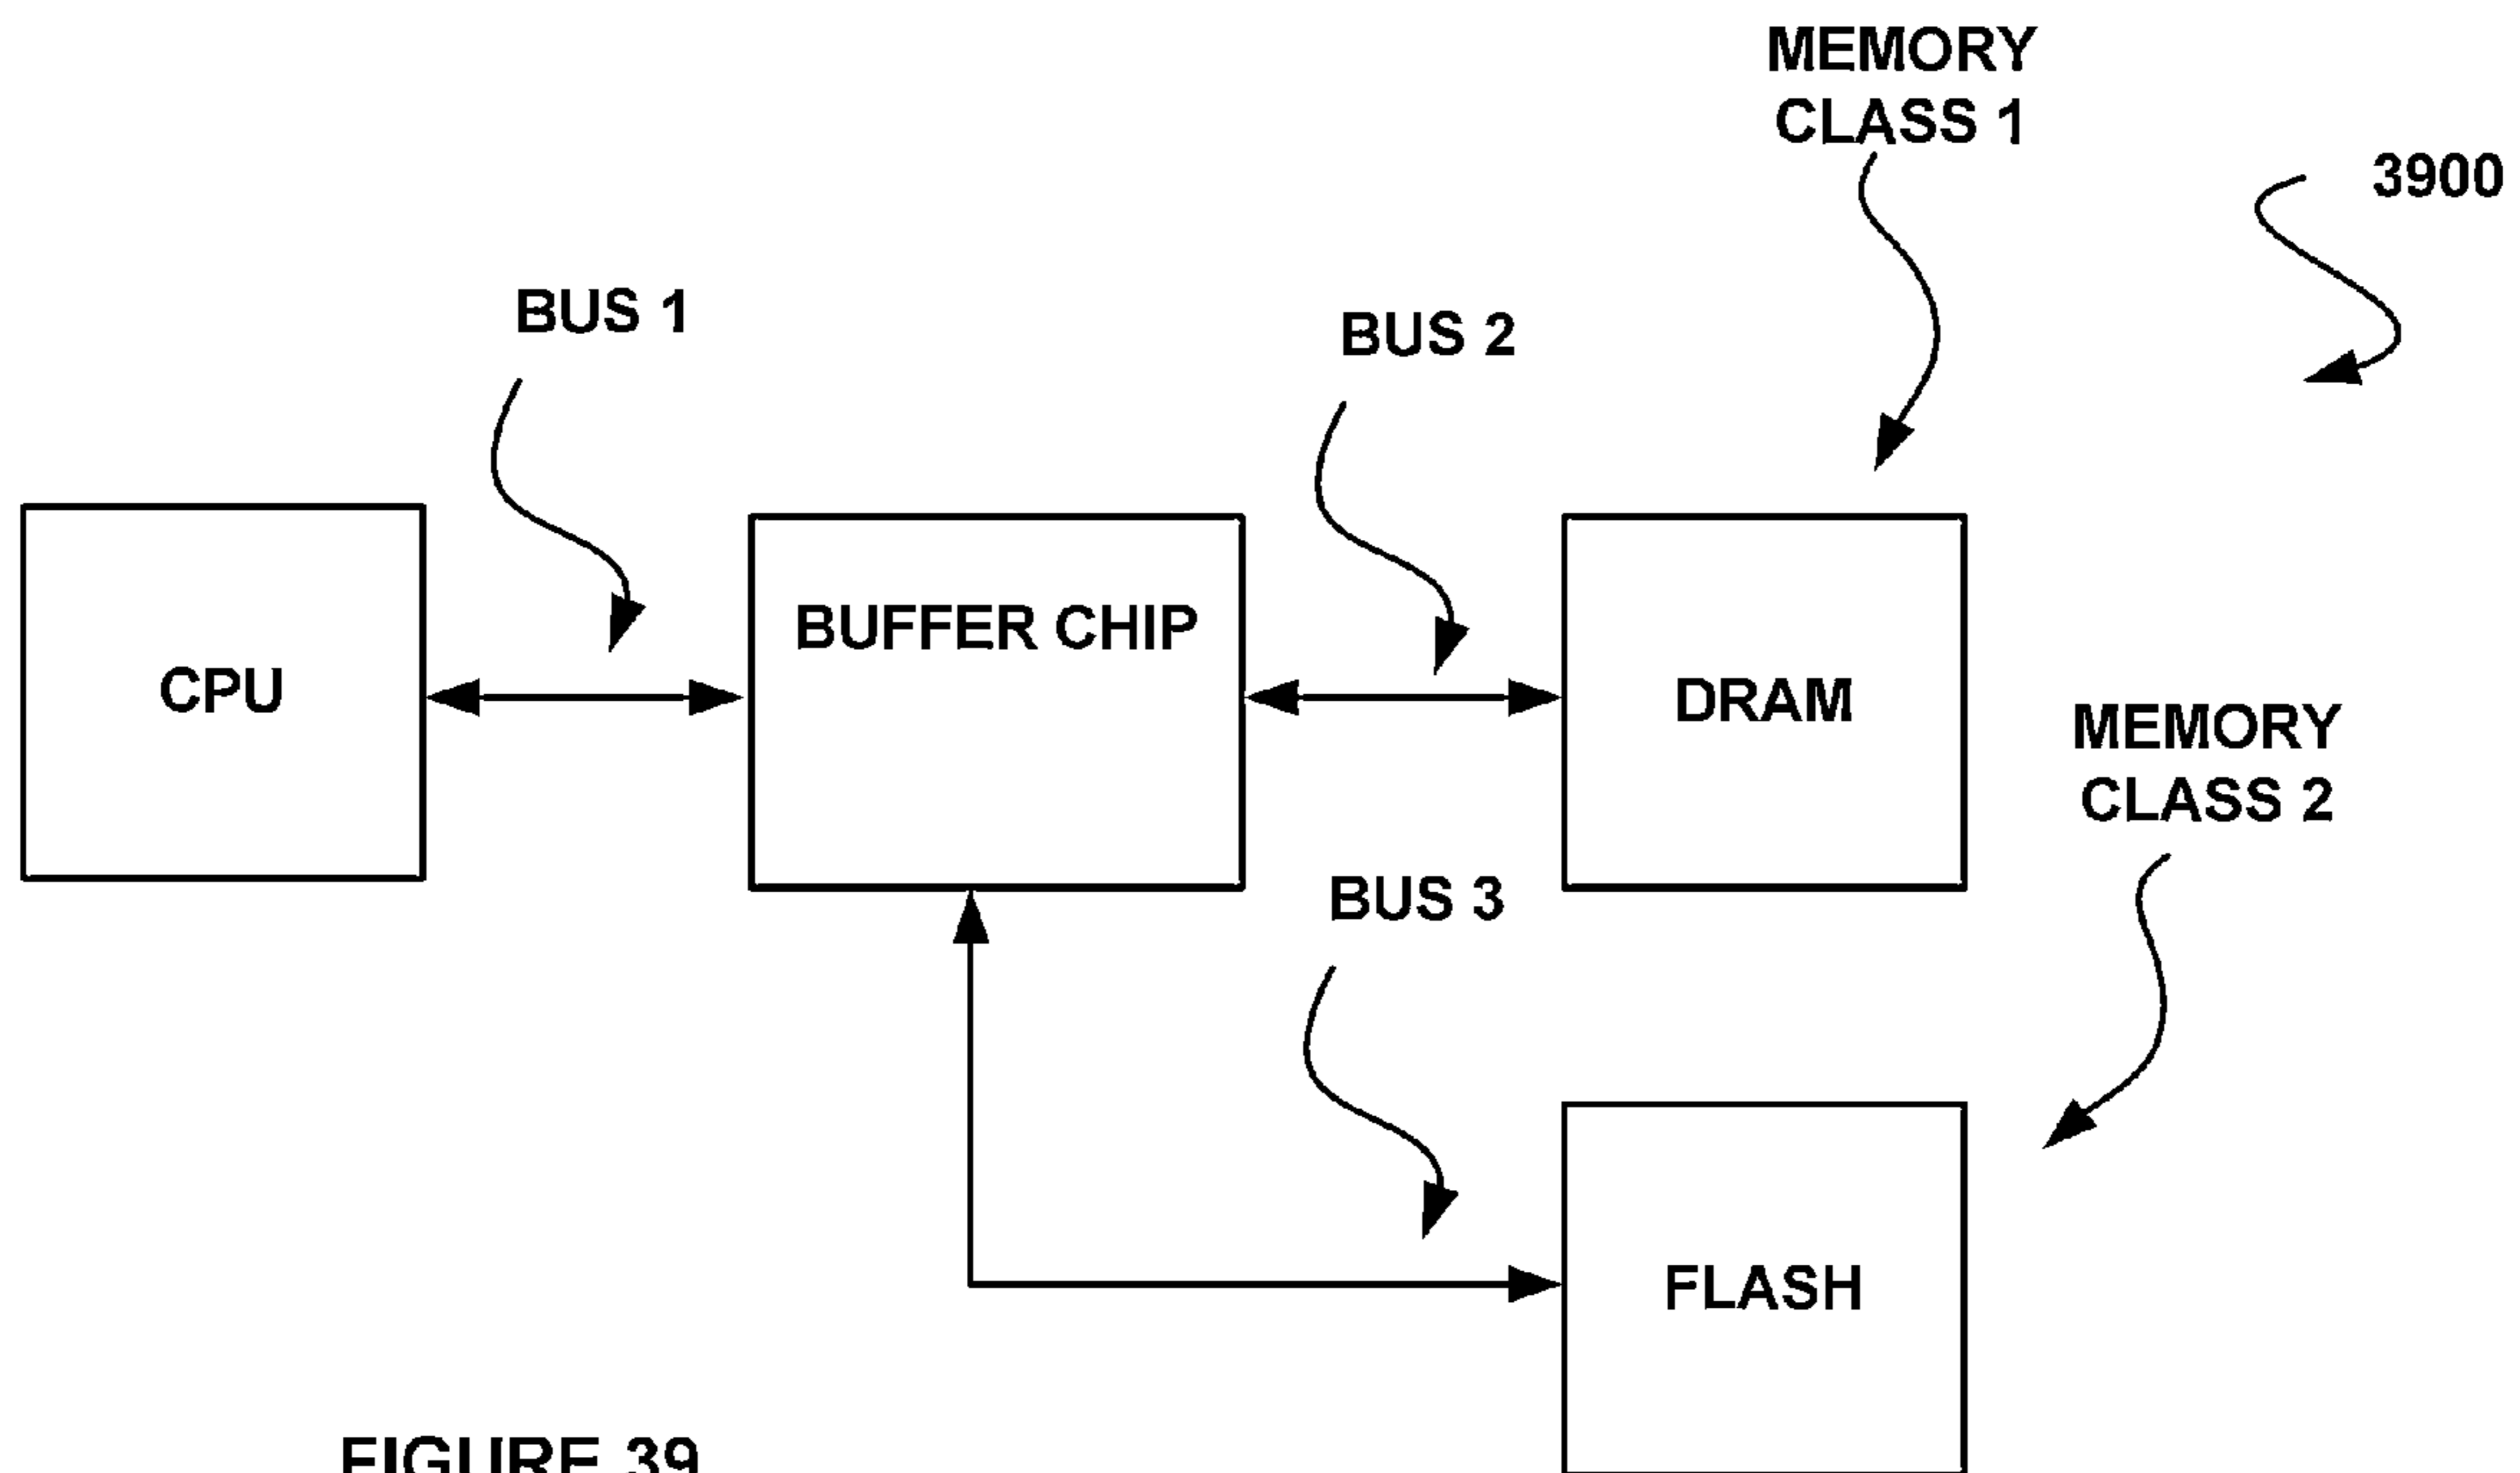 MEMORY
CLASS 1
3900
BUS 1
BUS 2
CPU
BUFFER CHIP
DRAM
MEMORY
CLASS 2
BUS 3
FLASH
FIGURE 39